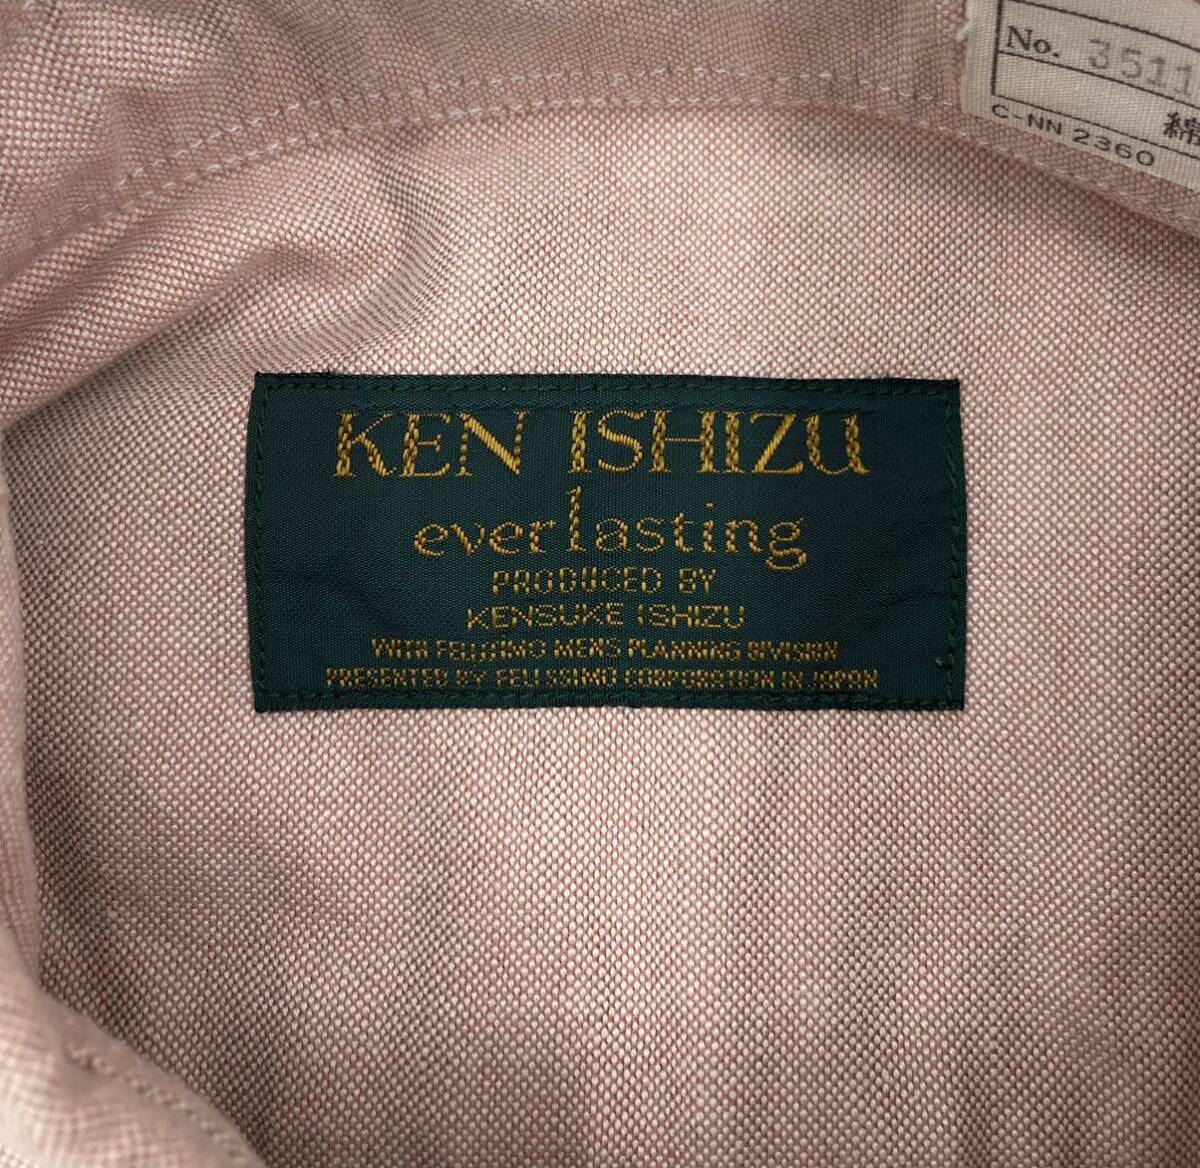 No. 3511
綿
C-NN 2360
KEN ISHIZU
everlasting
PRODUCED BY
KENSUKE ISHIZU
WITH FELISSIMO MEN'S PLANNING DIVISION
PRESENTED BY FELISSIMO CORPORATION IN JAPAN